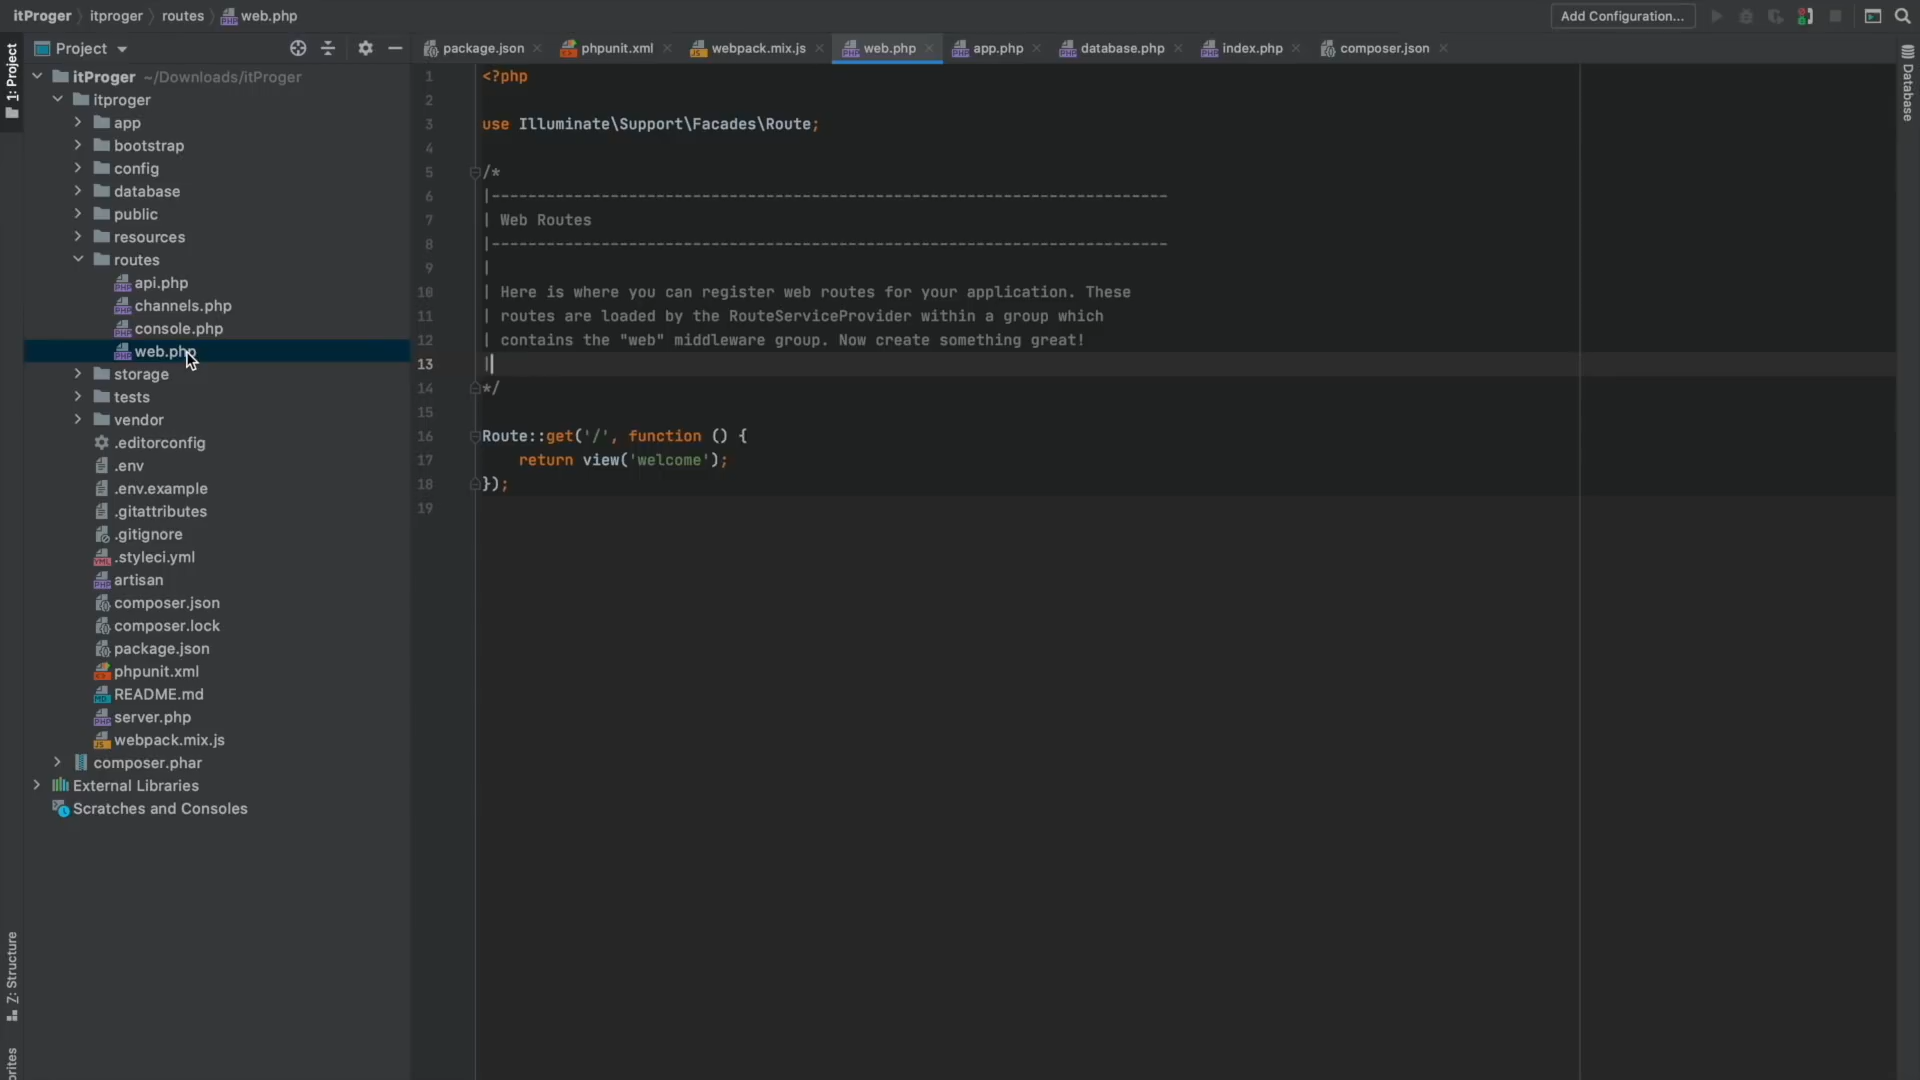 itProger itproger routes web.php
Add Configuration...
Project
package.json phpunit.xml webpack.mix.js web.php app.php database.php index.php composer.json
1: Project
itProger ~/Downloads/itProger
itproger
app
bootstrap
config
database
public
resources
routes
api.php
channels.php
console.php
web.php
storage
tests
vendor
.editorconfig
.env
.env.example
.gitattributes
.gitignore
.styleci.yml
artisan
composer.json
composer.lock
package.json
phpunit.xml
README.md
server.php
webpack.mix.js
composer.phar
External Libraries
Scratches and Consoles
Z: Structure
1 <?php
2
3 use Illuminate\Support\Facades\Route;
4
5 /*
6 |--------------------------------------------------------------------------
7 | Web Routes
8 |--------------------------------------------------------------------------
9 |
10 | Here is where you can register web routes for your application. These
11 | routes are loaded by the RouteServiceProvider within a group which
12 | contains the "web" middleware group. Now create something great!
13 |
14 */
15
16 Route::get('/', function () {
17 return view('welcome');
18 });
19
Database